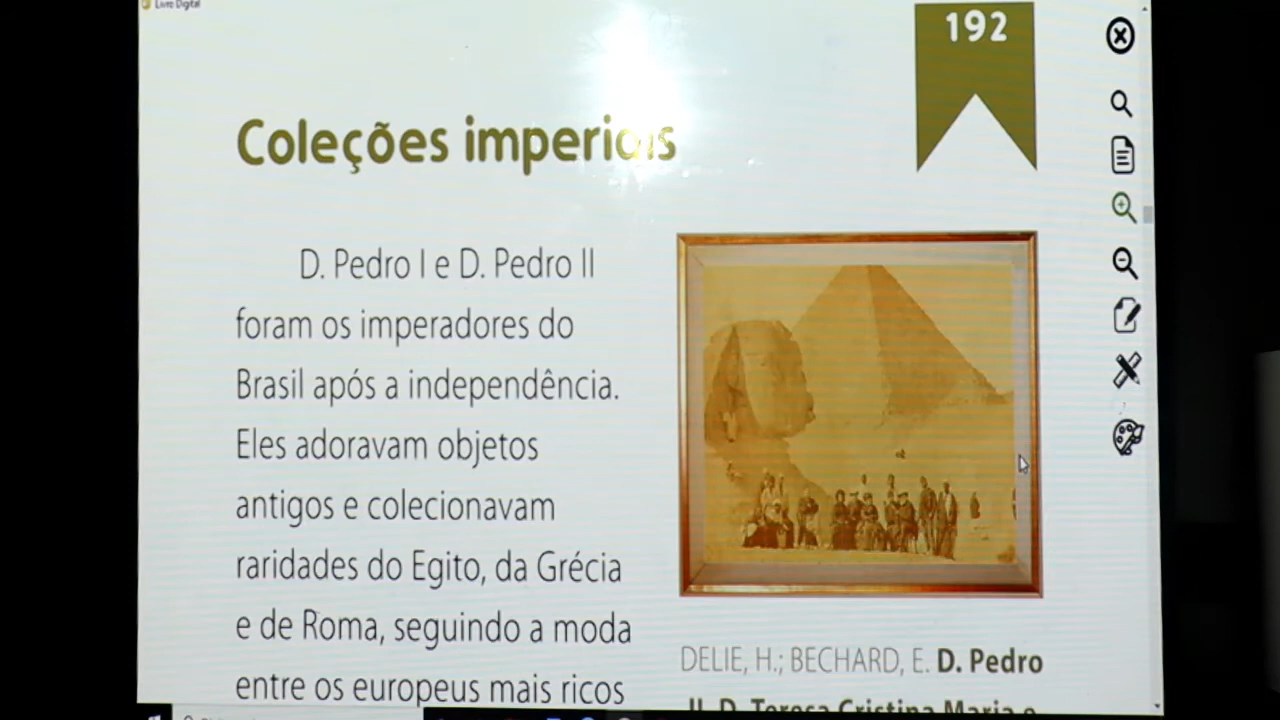 Livro Digital
192
Coleções imperiais
D. Pedro I e D. Pedro II
foram os imperadores do
Brasil após a independência.
Eles adoravam objetos
antigos e colecionavam
raridades do Egito, da Grécia
e de Roma, seguindo a moda
entre os europeus mais ricos
DELIE, H.; BECHARD, E. D. Pedro
II, D. Teresa Cristina Maria e